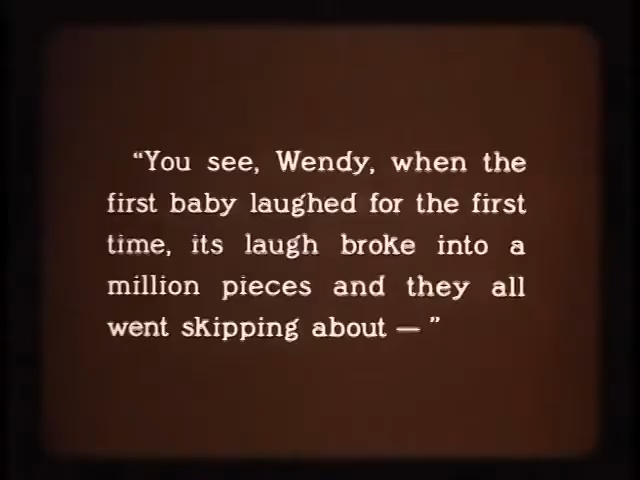 “You see, Wendy, when the
first baby laughed for the first
time, its laugh broke into a
million pieces and they all
went skipping about — ”